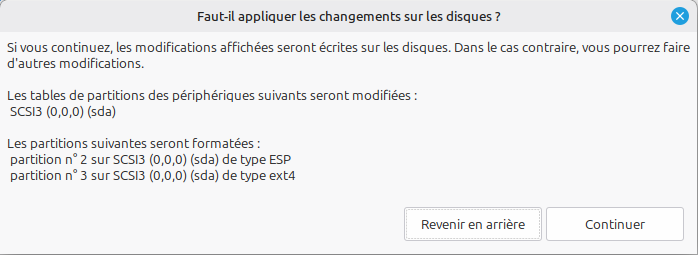 Faut-il appliquer les changements sur les disques ?
Si vous continuez, les modifications affichées seront écrites sur les disques. Dans le cas contraire, vous pourrez faire
d'autres modifications.
Les tables de partitions des périphériques suivants seront modifiées :
SCSI3 (0,0,0) (sda)
Les partitions suivantes seront formatées :
partition n° 2 sur SCSI3 (0,0,0) (sda) de type ESP
partition n° 3 sur SCSI3 (0,0,0) (sda) de type ext4
Revenir en arrière
Continuer